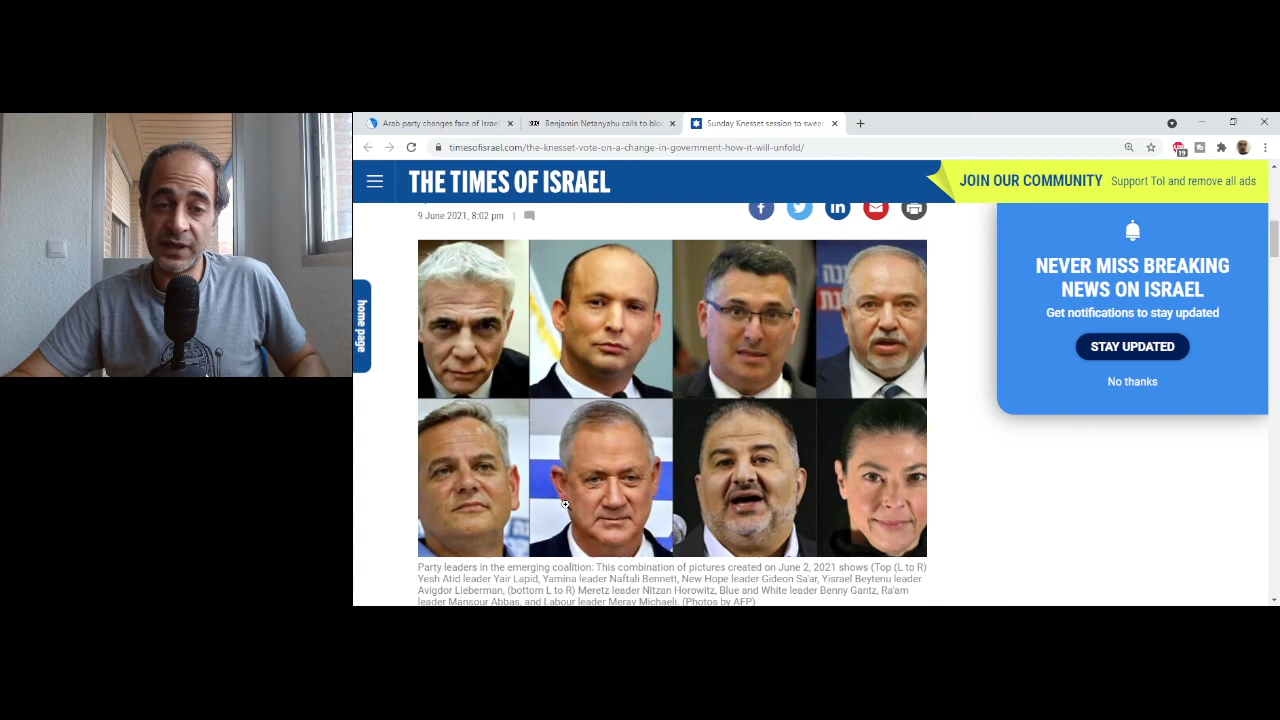 Arab party changes face of Israe
Benjamin Netanyahu calls to blo
Sunday Knesset session to swear
timesofisrael.com/the-knesset-vote-on-a-change-in-government-how-it-will-unfold/
19
THE TIMES OF ISRAEL
JOIN OUR COMMUNITY Support ToI and remove all ads
9 June 2021, 8:02 pm |
home page
NEVER MISS BREAKING
NEWS ON ISRAEL
Get notifications to stay updated
STAY UPDATED
No thanks
Party leaders in the emerging coalition: This combination of pictures created on June 2, 2021 shows (Top (L to R)
Yesh Atid leader Yair Lapid, Yamina leader Naftali Bennett, New Hope leader Gideon Sa'ar, Yisrael Beytenu leader
Avigdor Lieberman, (bottom L to R) Meretz leader Nitzan Horowitz, Blue and White leader Benny Gantz, Ra'am
leader Mansour Abbas, and Labour leader Merav Michaeli. (Photos by AFP)